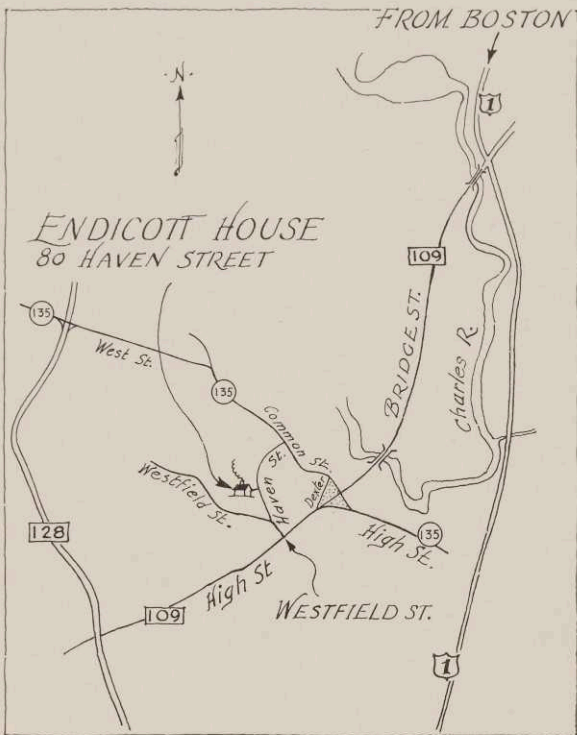 FROM BOSTON
N.
1
ENDICOTT HOUSE
80 HAVEN STREET
109
135
West St.
BRIDGE ST.
Charles R.
135
Common St.
Haven St.
Dexter
Westfield St.
128
High St.
135
High St
WESTFIELD ST.
109
1